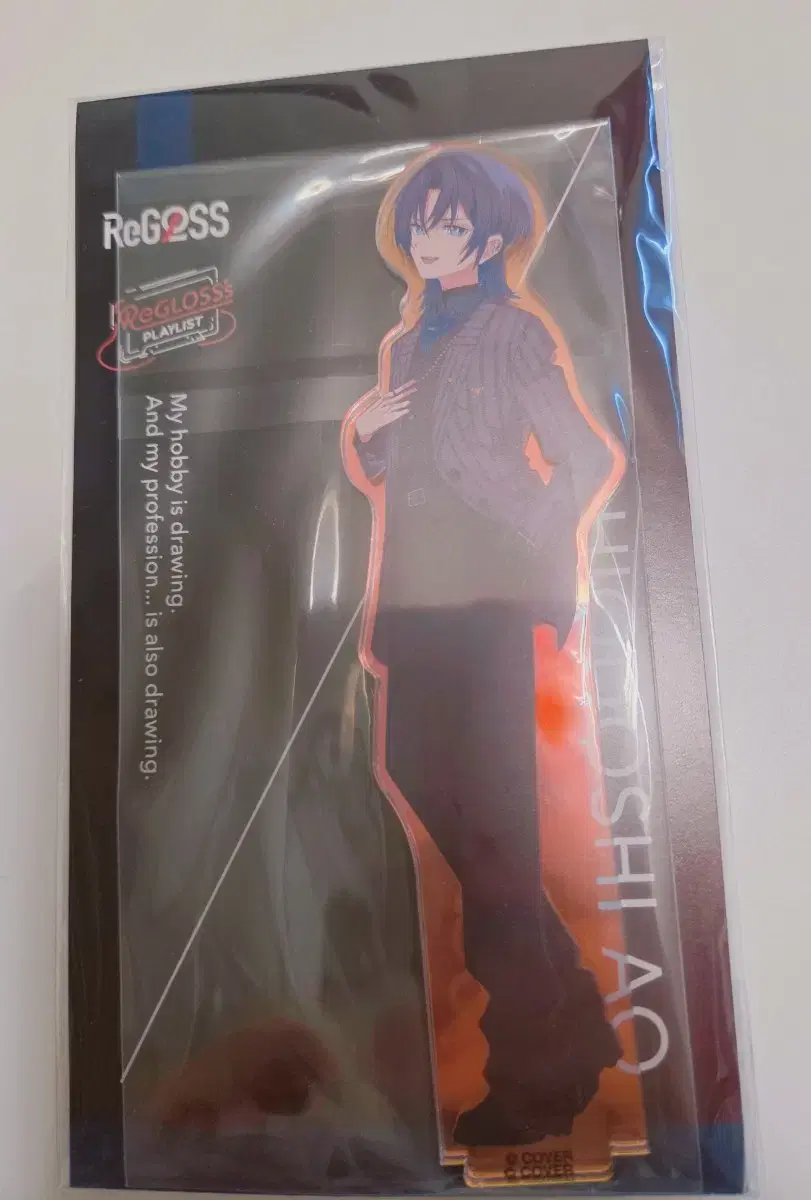 ReGLOSS
ReGLOSS's
PLAYLIST
My hobby is drawing.
And my profession... is also drawing.
HIODOSHI AO
© COVER
© COVER